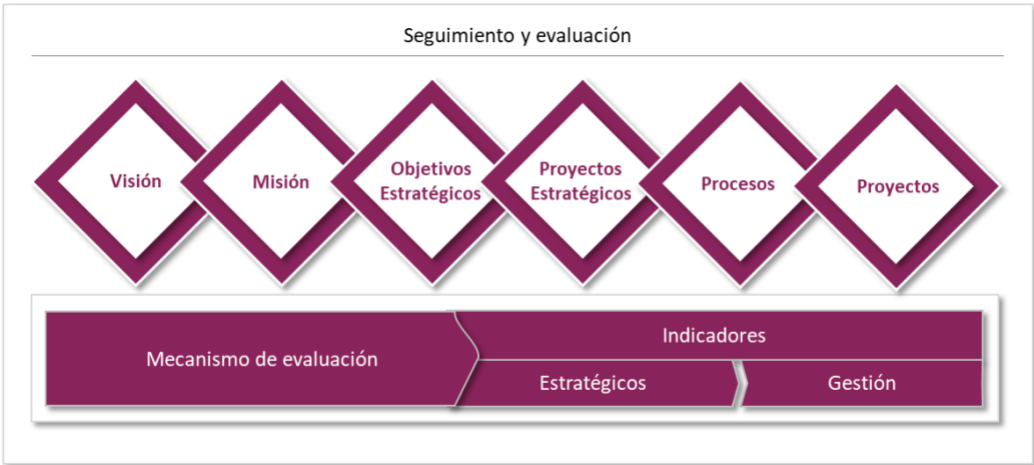 Seguimiento y evaluación
Visión
Misión
Objetivos
Estratégicos
Proyectos
Estratégicos
Procesos
Proyectos
Mecanismo de evaluación
Indicadores
Estratégicos
Gestión